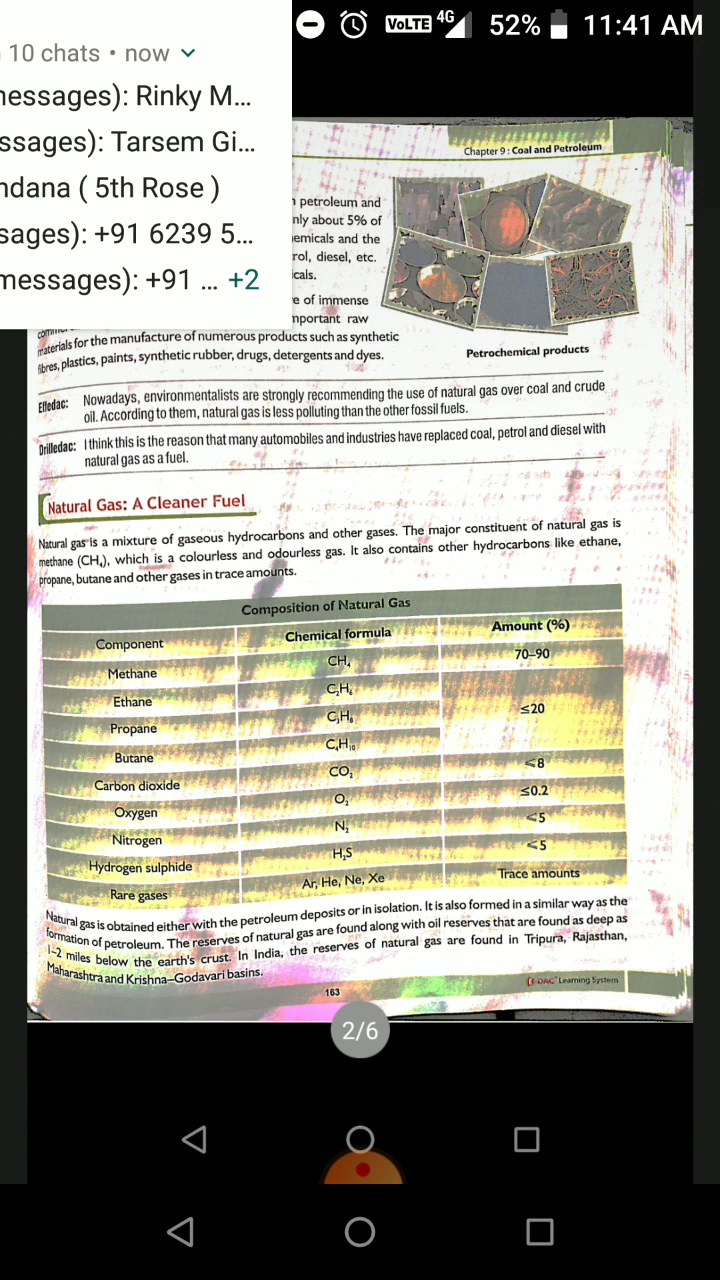 VoLTE 4G 52% 11:41 AM
10 chats • now
nessages): Rinky M...
ssages): Tarsem Gi...
ndana ( 5th Rose )
sages): +91 6239 5...
messages): +91 ... +2
Chapter 9 : Coal and Petroleum
petroleum and
nly about 5% of
emicals and the
rol, diesel, etc.
icals.
e of immense
mportant raw
materials for the manufacture of numerous products such as synthetic
fibres, plastics, paints, synthetic rubber, drugs, detergents and dyes.
Petrochemical products
Effedac: Nowadays, environmentalists are strongly recommending the use of natural gas over coal and crude
oil. According to them, natural gas is less polluting than the other fossil fuels.
Drilledac: I think this is the reason that many automobiles and industries have replaced coal, petrol and diesel with
natural gas as a fuel.
Natural Gas: A Cleaner Fuel
Natural gas is a mixture of gaseous hydrocarbons and other gases. The major constituent of natural gas is
methane (CH₄), which is a colourless and odourless gas. It also contains other hydrocarbons like ethane,
propane, butane and other gases in trace amounts.
Composition of Natural Gas
Component Chemical formula Amount (%)
Methane CH₄ 70–90
Ethane C₂H₆
Propane C₃H₈ ≤20
Butane C₄H₁₀
Carbon dioxide CO₂ <8
Oxygen O₂ ≤0.2
Nitrogen N₂ <5
Hydrogen sulphide H₂S <5
Rare gases Ar, He, Ne, Xe Trace amounts
Natural gas is obtained either with the petroleum deposits or in isolation. It is also formed in a similar way as the
formation of petroleum. The reserves of natural gas are found along with oil reserves that are found as deep as
1–2 miles below the earth's crust. In India, the reserves of natural gas are found in Tripura, Rajasthan,
Maharashtra and Krishna–Godavari basins.
163
Learning System
2/6